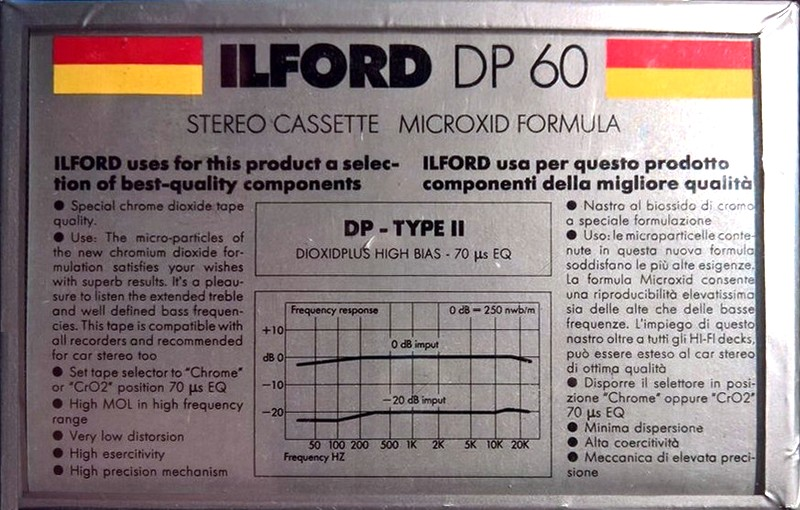 ILFORD DP 60
STEREO CASSETTE MICROXID FORMULA
ILFORD uses for this product a selec-
tion of best-quality components
● Special chrome dioxide tape
quality.
● Use: The micro-particles of
the new chromium dioxide for-
mulation satisfies your wishes
with superb results. It's a pleau-
sure to listen the extended treble
and well defined bass frequen-
cies. This tape is compatible with
all recorders and recommended
for car stereo too
● Set tape selector to "Chrome"
or "CrO2" position 70 µs EQ
● High MOL in high frequency
range
● Very low distorsion
● High esercitivity
● High precision mechanism
DP - TYPE II
DIOXIDPLUS HIGH BIAS - 70 µs EQ
Frequency response 0 dB = 250 nwb/m
+10
0 dB imput
dB 0
−10
−20 dB imput
−20
50 100 200 500 1K 2K 5K 10K 20K
Frequency HZ
ILFORD usa per questo prodotto
componenti della migliore qualità
● Nastro al biossido di cromo
a speciale formulazione
● Uso: le microparticelle conte-
nute in questa nuova formula
soddisfano le più alte esigenze.
La formula Microxid consente
una riproducibilità elevatissima
sia delle alte che delle basse
frequenze. L'impiego di questo
nastro oltre a tutti gli HI-FI decks,
può essere esteso al car stereo
di ottima qualità
● Disporre il selettore in posi-
zione "Chrome" oppure "CrO2"
70 µs EQ
● Minima dispersione
● Alta coercitività
● Meccanica di elevata preci-
sione